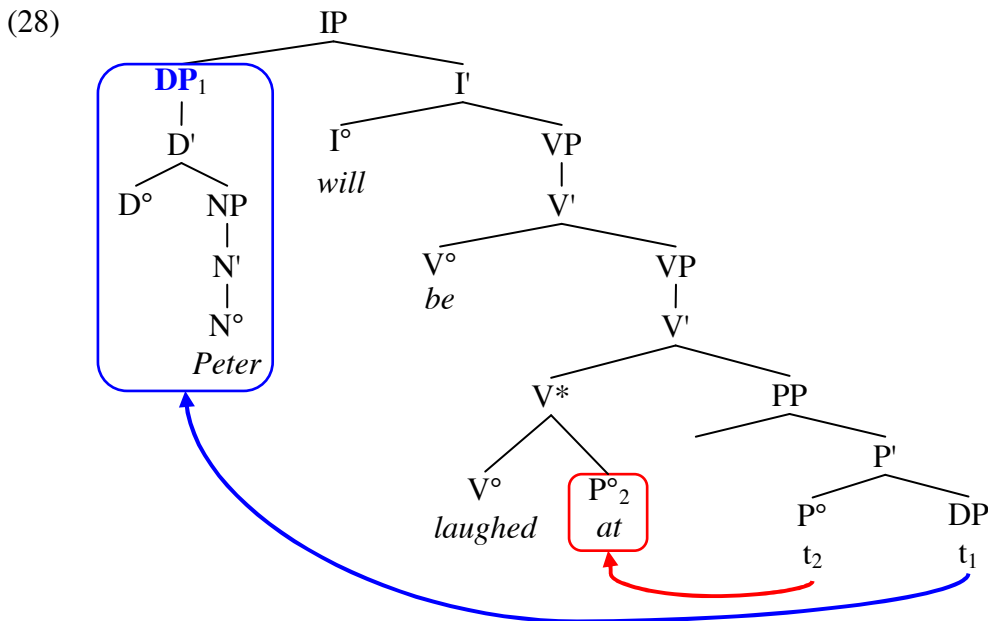 (28) IP
DP₁ I'
D' I° VP
will
D° NP V'
N' V° VP
be
N° V'
Peter
V* PP
P'
V° P°₂ P° DP
laughed at
t₂ t₁